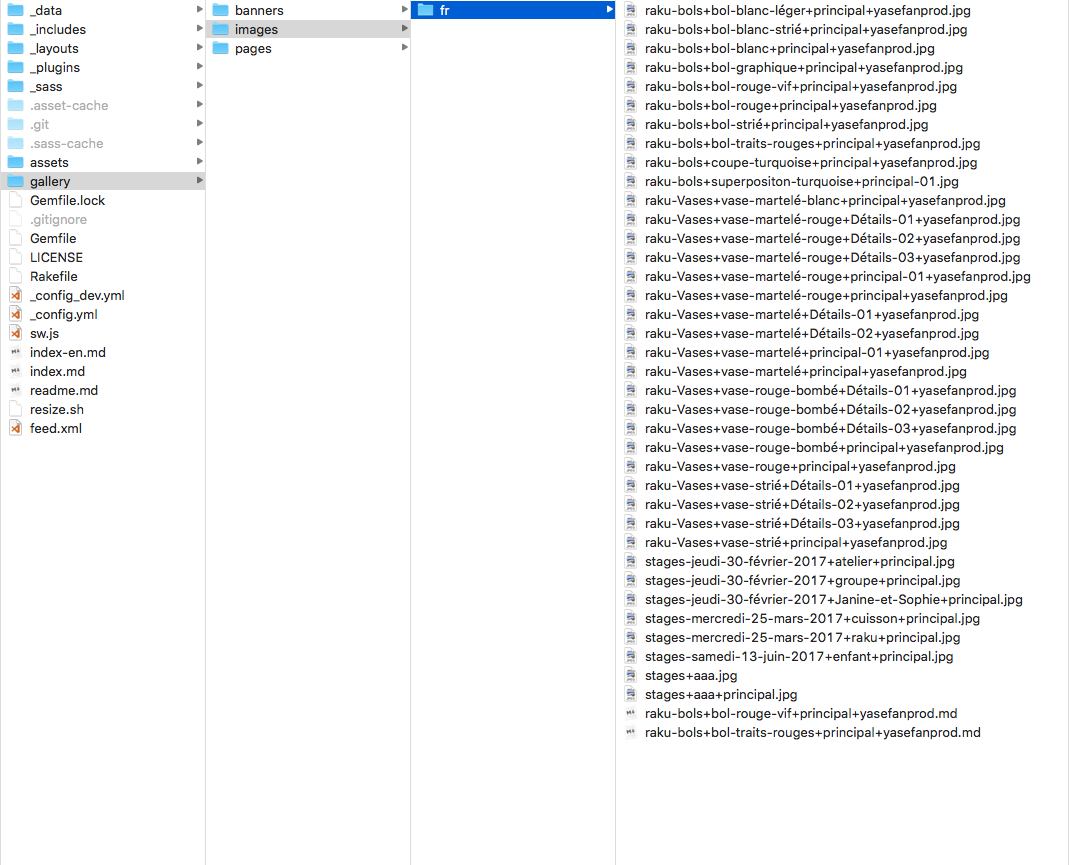 _data
_includes
_layouts
_plugins
_sass
.asset-cache
.git
.sass-cache
assets
gallery
Gemfile.lock
.gitignore
Gemfile
LICENSE
Rakefile
_config_dev.yml
_config.yml
sw.js
index-en.md
index.md
readme.md
resize.sh
feed.xml
banners
images
pages
fr
raku-bols+bol-blanc-léger+principal+yasefanprod.jpg
raku-bols+bol-blanc-strié+principal+yasefanprod.jpg
raku-bols+bol-blanc+principal+yasefanprod.jpg
raku-bols+bol-graphique+principal+yasefanprod.jpg
raku-bols+bol-rouge-vif+principal+yasefanprod.jpg
raku-bols+bol-rouge+principal+yasefanprod.jpg
raku-bols+bol-strié+principal+yasefanprod.jpg
raku-bols+bol-traits-rouges+principal+yasefanprod.jpg
raku-bols+coupe-turquoise+principal+yasefanprod.jpg
raku-bols+superpositon-turquoise+principal-01.jpg
raku-Vases+vase-martelé-blanc+principal+yasefanprod.jpg
raku-Vases+vase-martelé-rouge+Détails-01+yasefanprod.jpg
raku-Vases+vase-martelé-rouge+Détails-02+yasefanprod.jpg
raku-Vases+vase-martelé-rouge+Détails-03+yasefanprod.jpg
raku-Vases+vase-martelé-rouge+principal-01+yasefanprod.jpg
raku-Vases+vase-martelé-rouge+principal+yasefanprod.jpg
raku-Vases+vase-martelé+Détails-01+yasefanprod.jpg
raku-Vases+vase-martelé+Détails-02+yasefanprod.jpg
raku-Vases+vase-martelé+principal-01+yasefanprod.jpg
raku-Vases+vase-martelé+principal+yasefanprod.jpg
raku-Vases+vase-rouge-bombé+Détails-01+yasefanprod.jpg
raku-Vases+vase-rouge-bombé+Détails-02+yasefanprod.jpg
raku-Vases+vase-rouge-bombé+Détails-03+yasefanprod.jpg
raku-Vases+vase-rouge-bombé+principal+yasefanprod.jpg
raku-Vases+vase-rouge+principal+yasefanprod.jpg
raku-Vases+vase-strié+Détails-01+yasefanprod.jpg
raku-Vases+vase-strié+Détails-02+yasefanprod.jpg
raku-Vases+vase-strié+Détails-03+yasefanprod.jpg
raku-Vases+vase-strié+principal+yasefanprod.jpg
stages-jeudi-30-février-2017+atelier+principal.jpg
stages-jeudi-30-février-2017+groupe+principal.jpg
stages-jeudi-30-février-2017+Janine-et-Sophie+principal.jpg
stages-mercredi-25-mars-2017+cuisson+principal.jpg
stages-mercredi-25-mars-2017+raku+principal.jpg
stages-samedi-13-juin-2017+enfant+principal.jpg
stages+aaa.jpg
stages+aaa+principal.jpg
raku-bols+bol-rouge-vif+principal+yasefanprod.md
raku-bols+bol-traits-rouges+principal+yasefanprod.md